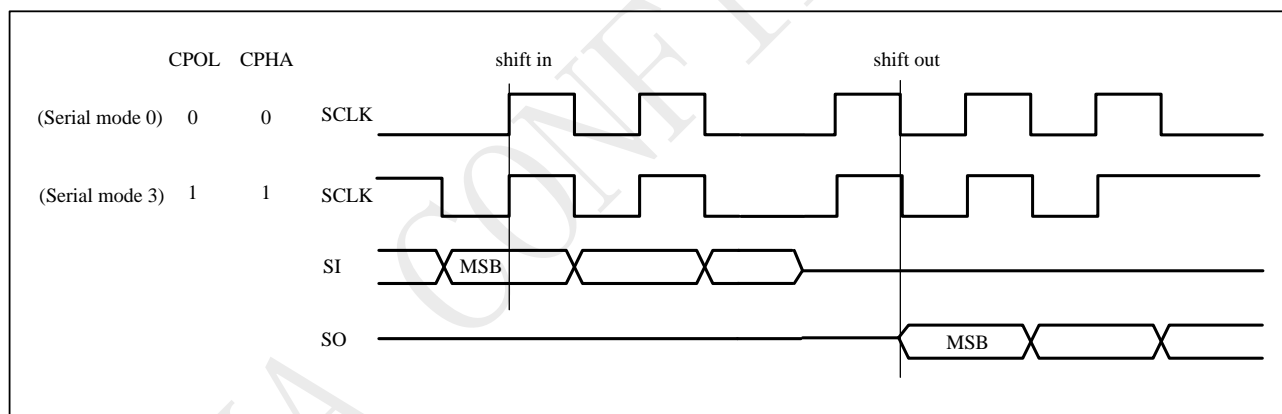 CPOL CPHA shift in shift out
(Serial mode 0) 0 0 SCLK
(Serial mode 3) 1 1 SCLK
SI MSB
SO MSB